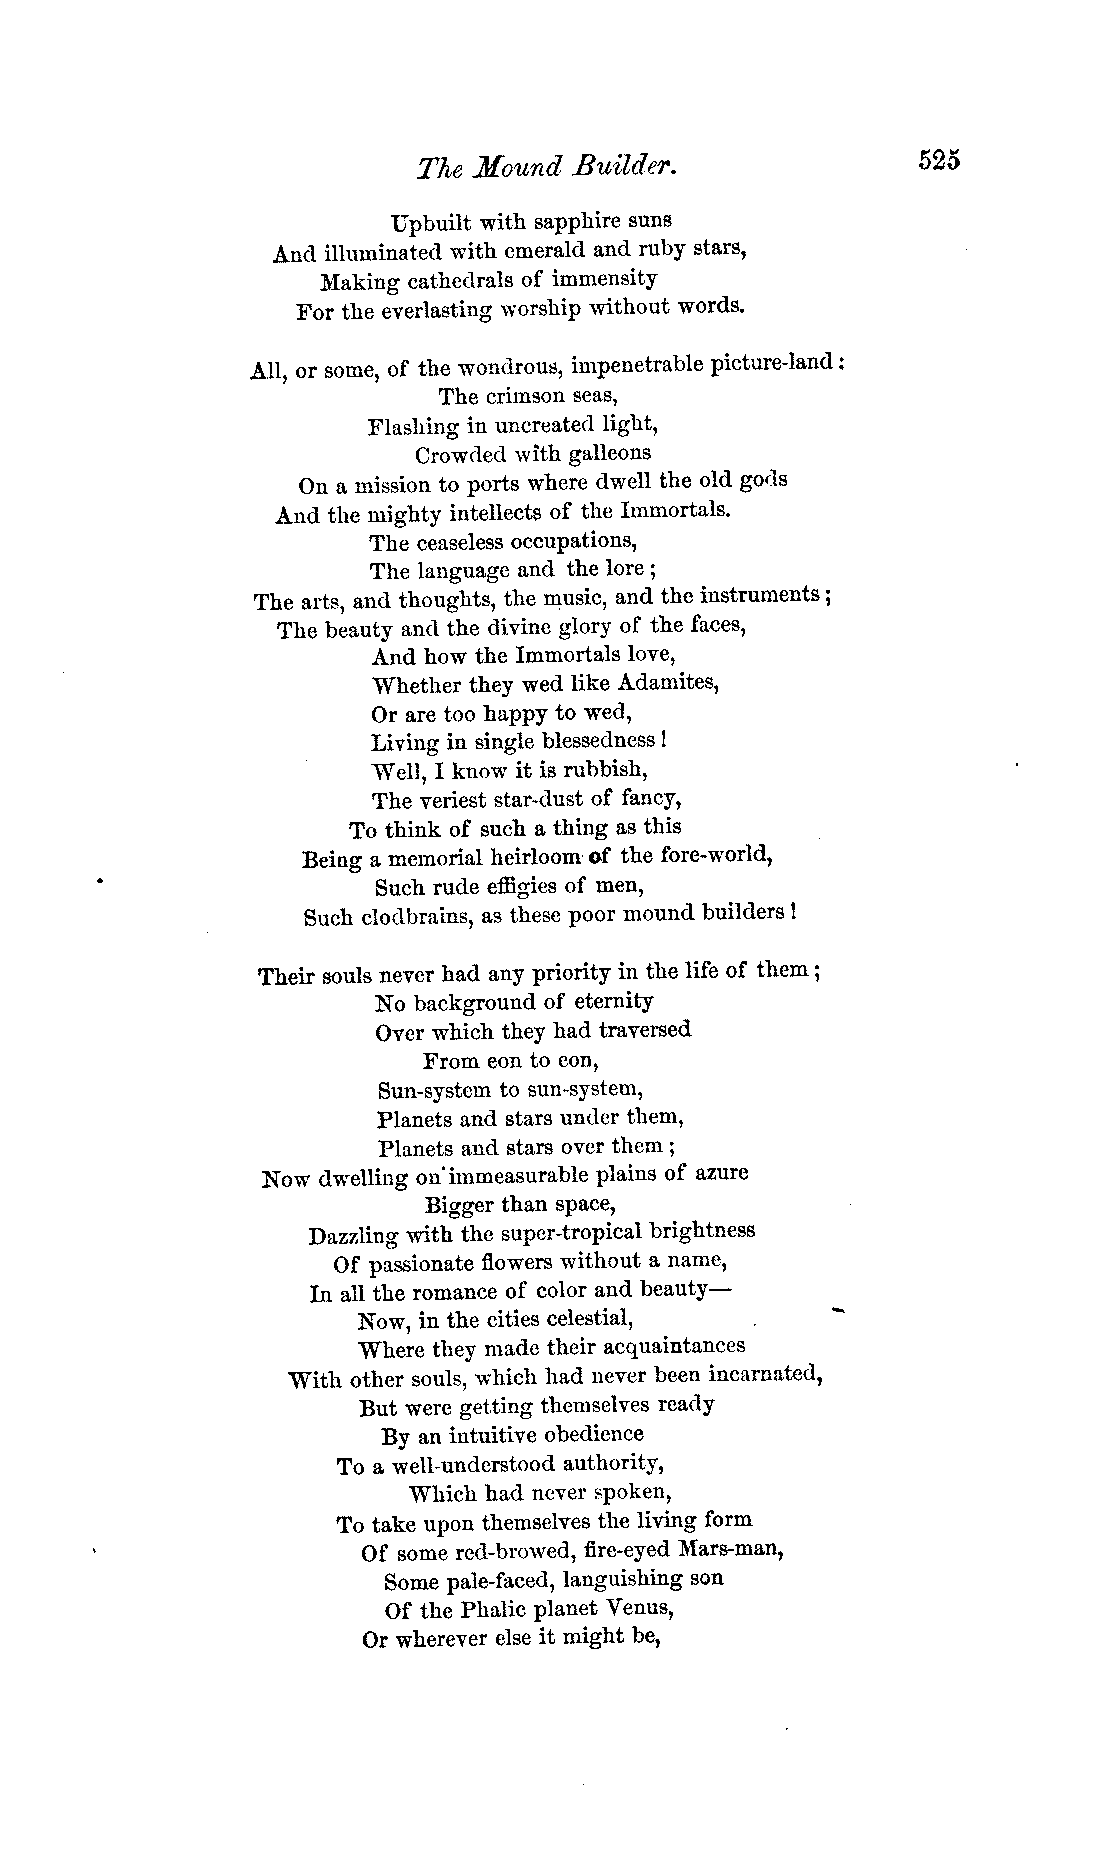 The Mound Builder. 525
Upbuilt with sapphire suns
And illuminated with emerald and ruby stars,
Making cathedrals of immensity
For the everlasting worship without words.
All, or some, of the wondrous, impenetrable picture-land:
The crimson seas,
Flashing in uncreated light,
Crowded with galleons
On a mission to ports where dwell the old gods
And the mighty intellects of the Immortals.
The ceaseless occupations,
The language and the lore;
The arts, and thoughts, the music, and the instruments;
The beauty and the divine glory of the faces,
And how the Immortals love,
Whether they wed like Adamites,
Or are too happy to wed,
Living in single blessedness!
Well, I know it is rubbish,
The veriest star-dust of fancy,
To think of such a thing as this
Being a memorial heirloom of the fore-world,
Such rude effigies of men,
Such clodbrains, as these poor mound builders!
Their souls never had any priority in the life of them;
No background of eternity
Over which they had traversed
From eon to eon,
Sun-system to sun-system,
Planets and stars under them,
Planets and stars over them;
Now dwelling on immeasurable plains of azure
Bigger than space,
Dazzling with the super-tropical brightness
Of passionate flowers without a name,
In all the romance of color and beauty—
Now, in the cities celestial,
Where they made their acquaintances
With other souls, which had never been incarnated,
But were getting themselves ready
By an intuitive obedience
To a well-understood authority,
Which had never spoken,
To take upon themselves the living form
Of some red-browed, fire-eyed Mars-man,
Some pale-faced, languishing son
Of the Phalic planet Venus,
Or wherever else it might be,